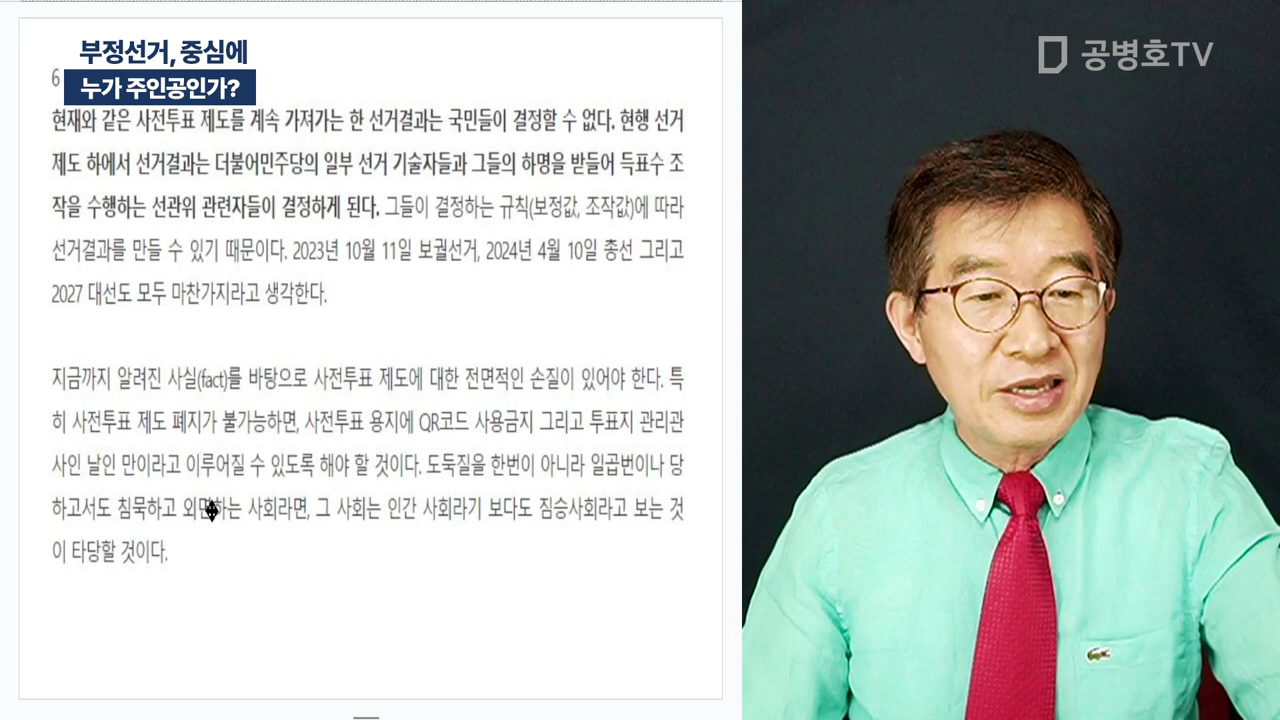 부정선거, 중심에
누가 주인공인가?
공병호TV
6
현재와 같은 사전투표 제도를 계속 가져가는 한 선거결과는 국민들이 결정할 수 없다. 현행 선거
제도 하에서 선거결과는 더불어민주당의 일부 선거 기술자들과 그들의 하명을 받들어 득표수 조
작을 수행하는 선관위 관련자들이 결정하게 된다. 그들이 결정하는 규칙(보정값, 조작값)에 따라
선거결과를 만들 수 있기 때문이다. 2023년 10월 11일 보궐선거, 2024년 4월 10일 총선 그리고
2027 대선도 모두 마찬가지라고 생각한다.
지금까지 알려진 사실(fact)를 바탕으로 사전투표 제도에 대한 전면적인 손질이 있어야 한다. 특
히 사전투표 제도 폐지가 불가능하면, 사전투표 용지에 QR코드 사용금지 그리고 투표지 관리관
사인 날인 만이라고 이루어질 수 있도록 해야 할 것이다. 도둑질을 한번이 아니라 일곱번이나 당
하고서도 침묵하고 외면하는 사회라면, 그 사회는 인간 사회라기 보다도 짐승사회라고 보는 것
이 타당할 것이다.